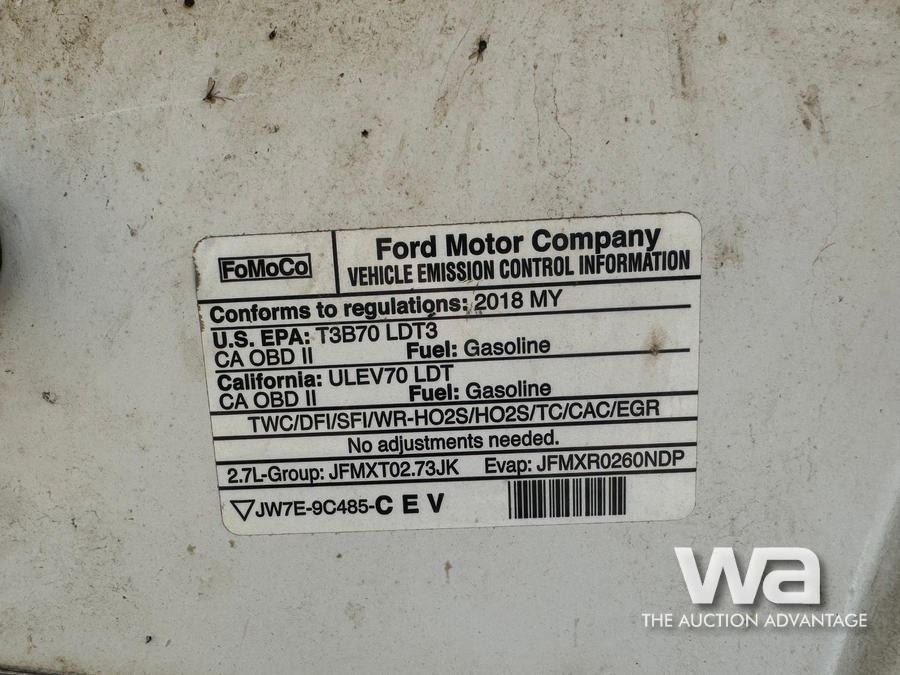 FoMoCo
Ford Motor Company
VEHICLE EMISSION CONTROL INFORMATION
Conforms to regulations: 2018 MY
U.S. EPA: T3B70 LDT3
CA OBD II Fuel: Gasoline
California: ULEV70 LDT
CA OBD II Fuel: Gasoline
TWC/DFI/SFI/WR-HO2S/HO2S/TC/CAC/EGR
No adjustments needed.
2.7L-Group: JFMXT02.73JK Evap: JFMXR0260NDP
JW7E-9C485-C E V
wa
THE AUCTION ADVANTAGE